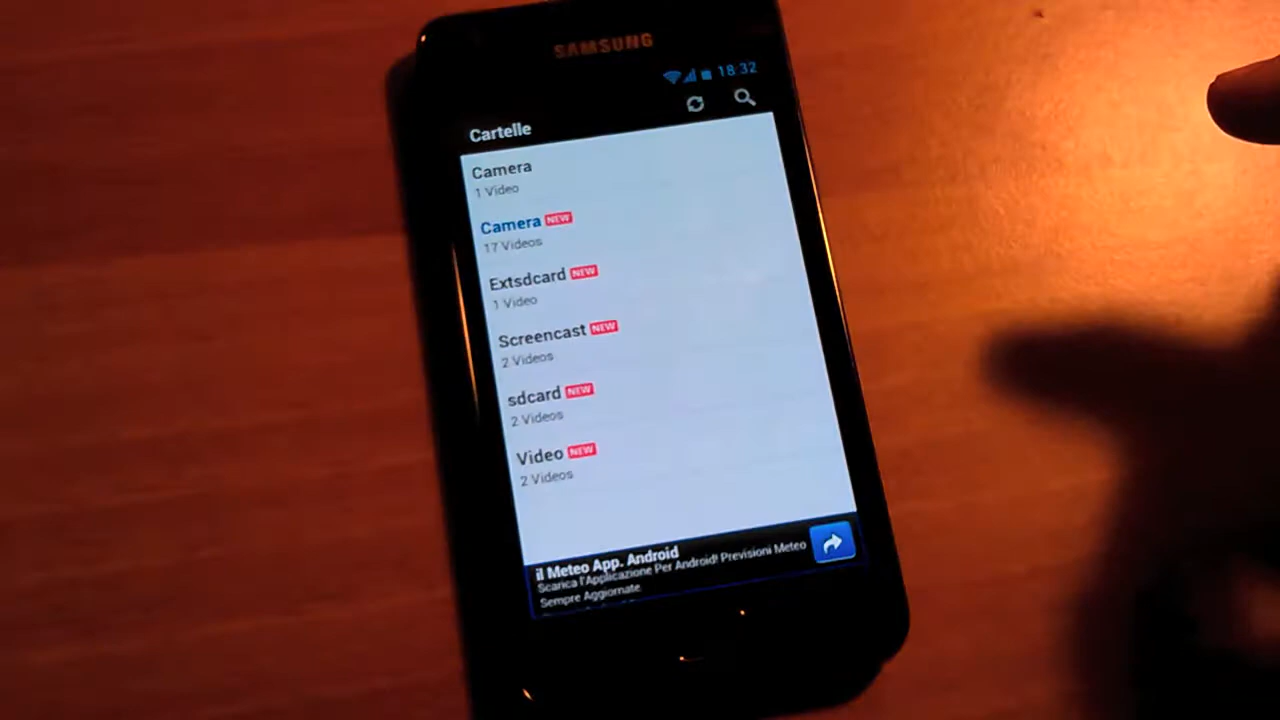 SAMSUNG
18:32
Cartelle
Camera
1 Video
Camera NEW
17 Videos
Extsdcard NEW
1 Video
Screencast NEW
2 Videos
sdcard NEW
2 Videos
Video NEW
2 Videos
il Meteo App. Android
Scarica l'Applicazione Per Android! Previsioni Meteo
Sempre Aggiornate